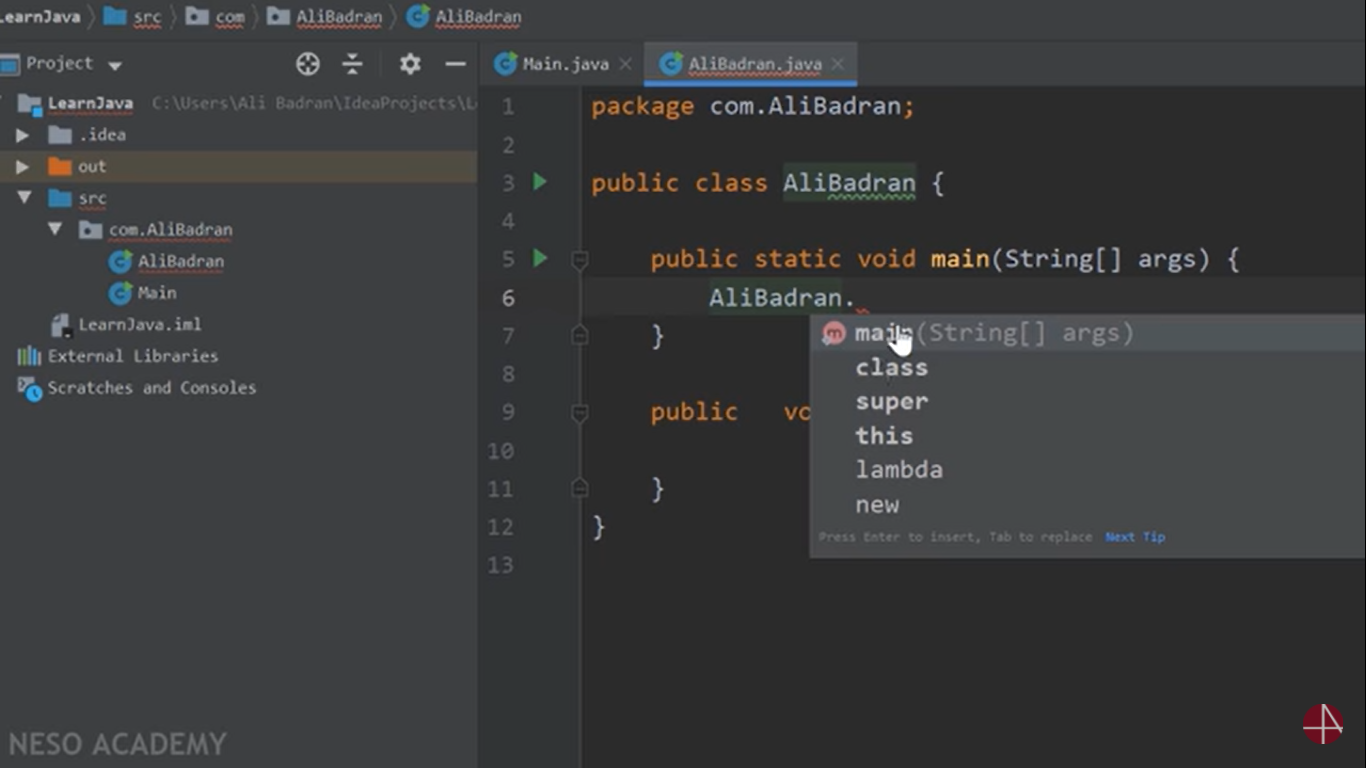 LearnJava src com AliBadran AliBadran
Project
Main.java AliBadran.java
LearnJava C:\Users\Ali Badran\IdeaProjects\L
.idea
out
src
com.AliBadran
AliBadran
Main
LearnJava.iml
External Libraries
Scratches and Consoles
1 package com.AliBadran;
2
3 public class AliBadran {
4
5 public static void main(String[] args) {
6 AliBadran.
7 }
8
9 public vo
10
11 }
12 }
13
main(String[] args)
class
super
this
lambda
new
Press Enter to insert, Tab to replace Next Tip
NESO ACADEMY